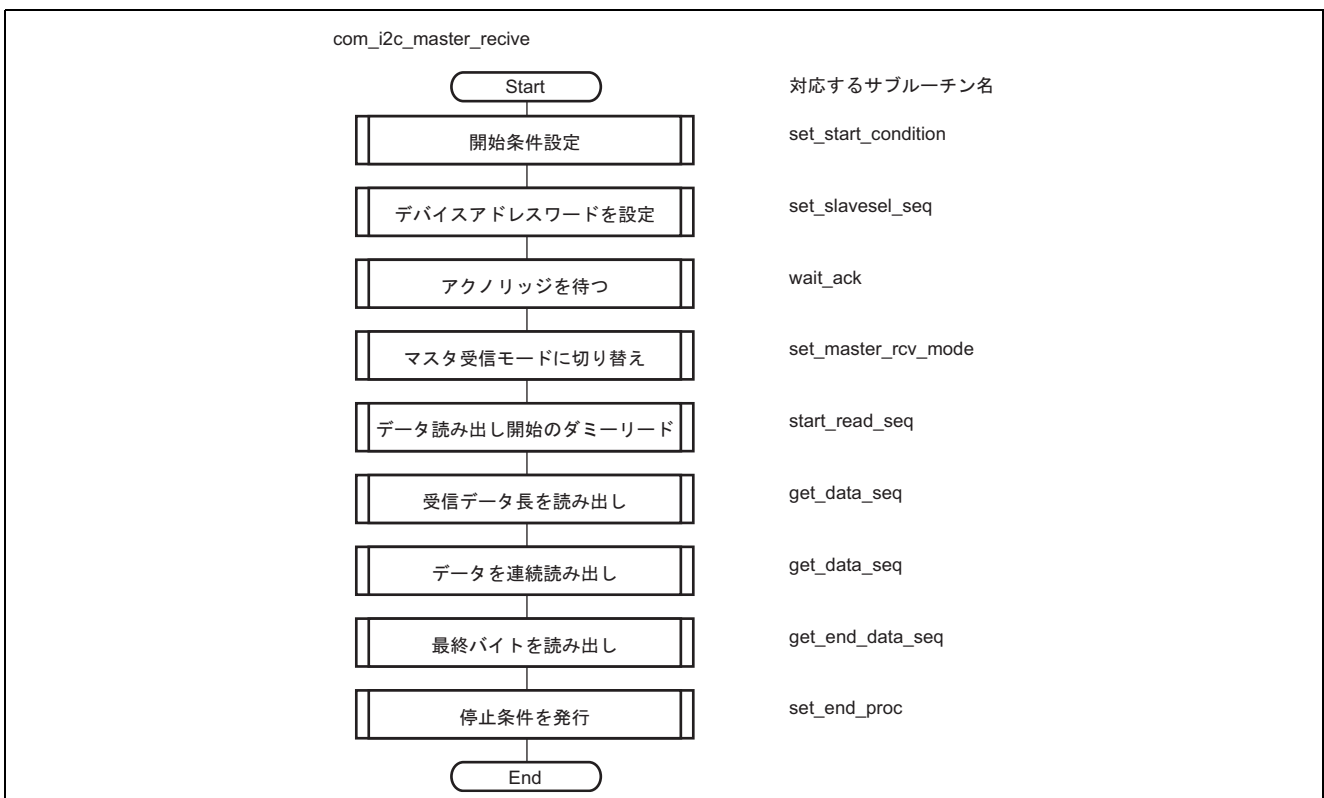 com_i2c_master_recive
Start
対応するサブルーチン名
開始条件設定
set_start_condition
デバイスアドレスワードを設定
set_slavesel_seq
アクノリッジを待つ
wait_ack
マスタ受信モードに切り替え
set_master_rcv_mode
データ読み出し開始のダミーリード
start_read_seq
受信データ長を読み出し
get_data_seq
データを連続読み出し
get_data_seq
最終バイトを読み出し
get_end_data_seq
停止条件を発行
set_end_proc
End